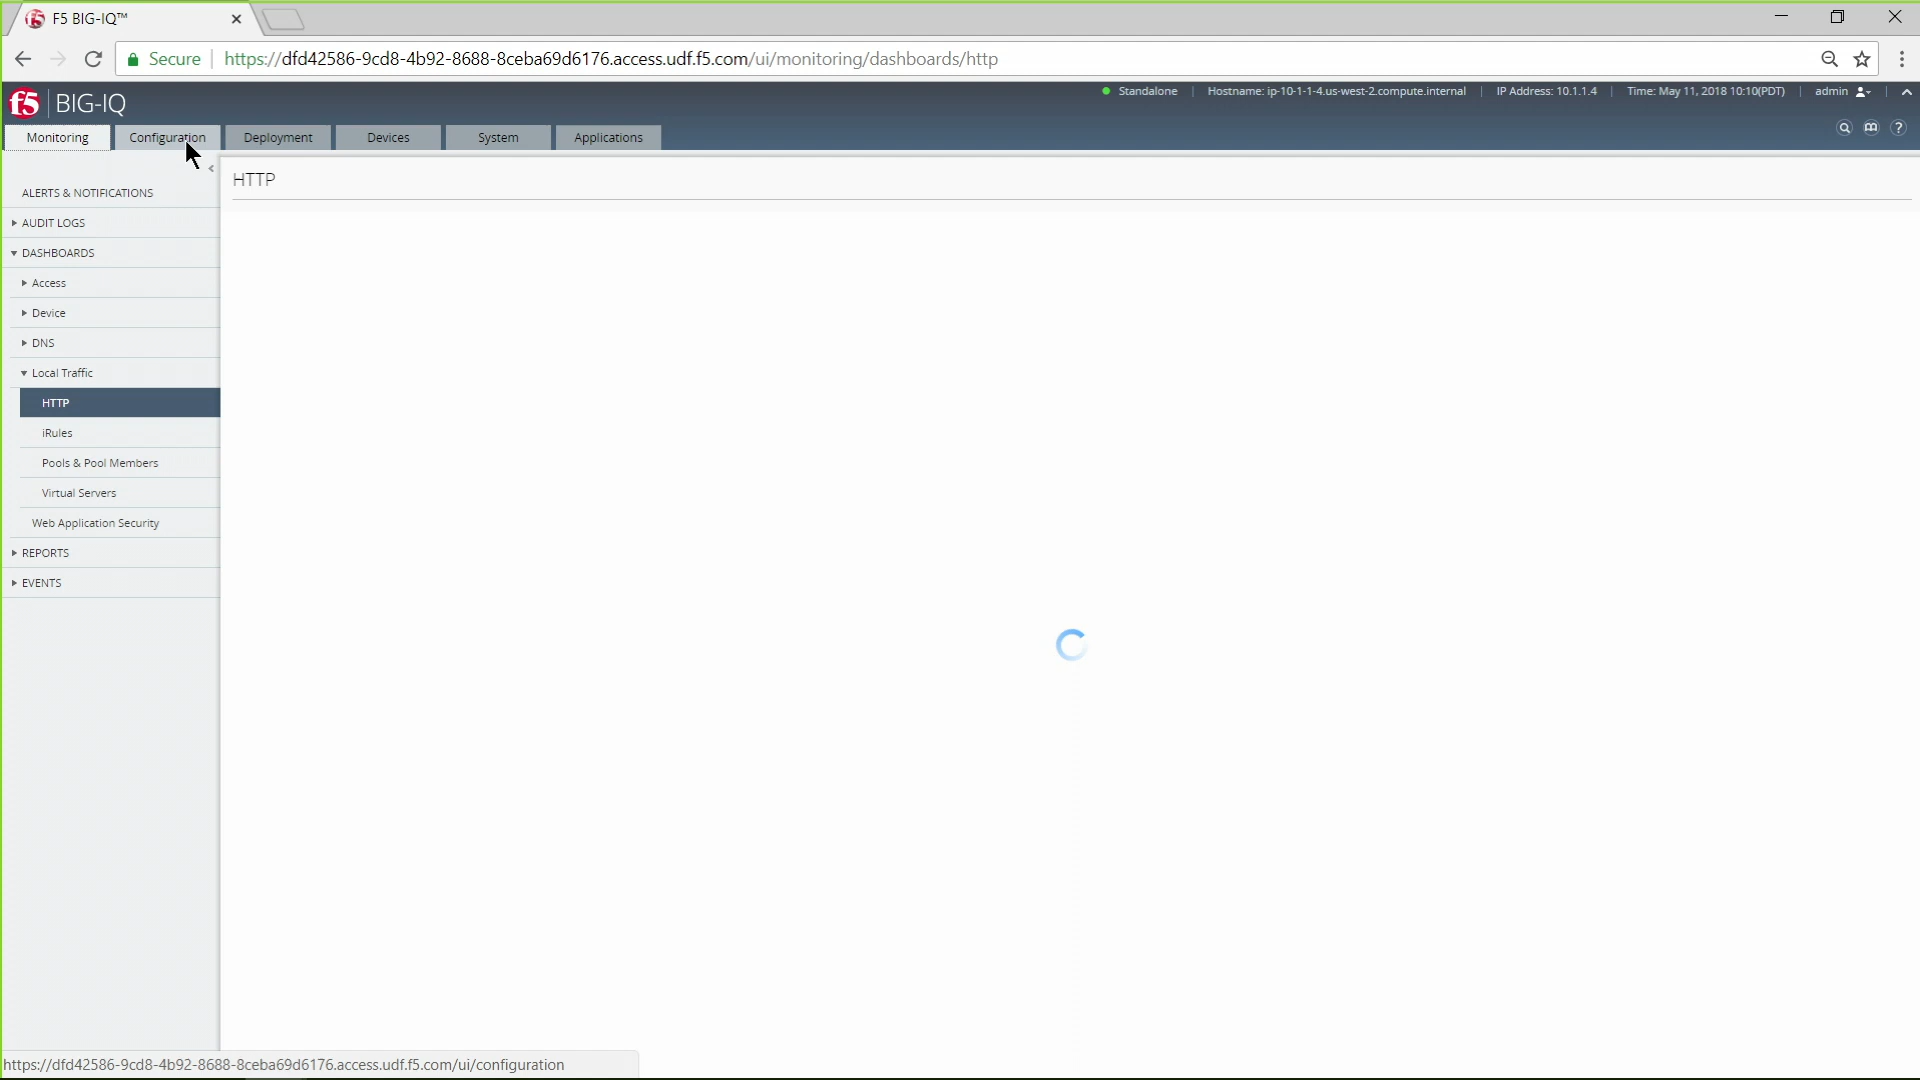 F5 BIG-IQ™
Secure https://dfd42586-9cd8-4b92-8688-8ceba69d6176.access.udf.f5.com/ui/monitoring/dashboards/http
f5 BIG-IQ
Standalone Hostname: ip-10-1-1-4.us-west-2.compute.internal IP Address: 10.1.1.4 Time: May 11, 2018 10:10(PDT) admin
Monitoring Configuration Deployment Devices System Applications
HTTP
ALERTS & NOTIFICATIONS
AUDIT LOGS
DASHBOARDS
Access
Device
DNS
Local Traffic
HTTP
iRules
Pools & Pool Members
Virtual Servers
Web Application Security
REPORTS
EVENTS
https://dfd42586-9cd8-4b92-8688-8ceba69d6176.access.udf.f5.com/ui/configuration